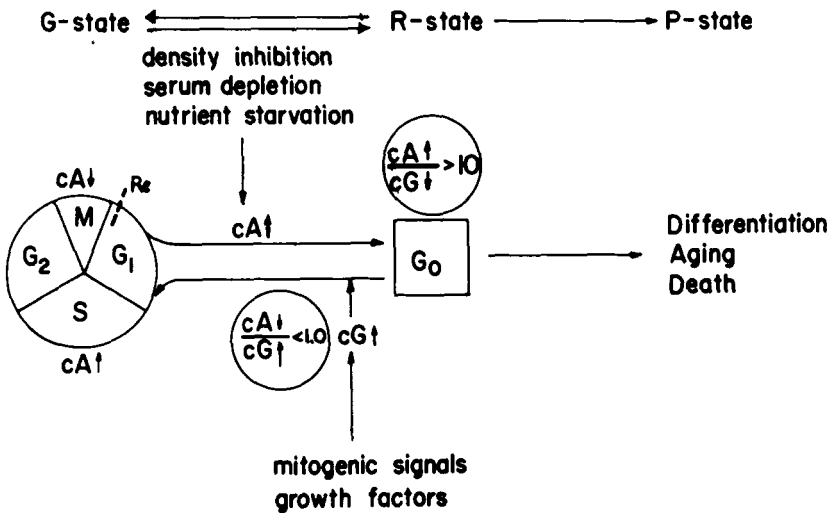 G-state R-state P-state
density inhibition
serum depletion
nutrient starvation
cA↓ Re
M
G2 G1
S
cA↑
cA↑
cA↑
cG↓ >10
G0
Differentiation
Aging
Death
cA↓
cG↑ <1.0 cG↑
mitogenic signals
growth factors